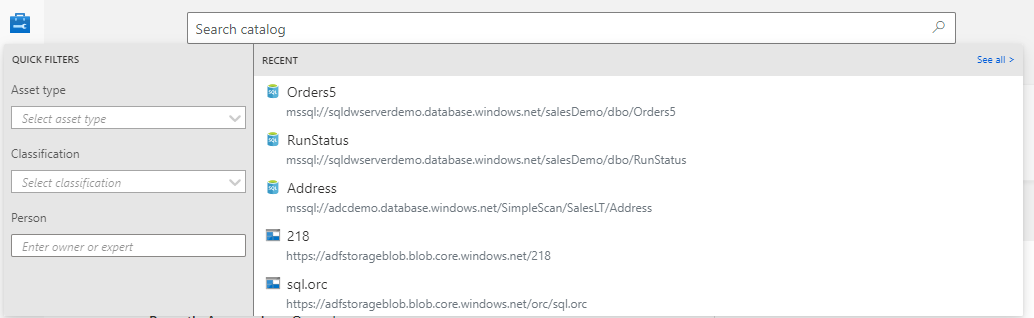 Search catalog
QUICK FILTERS
Asset type
Select asset type
Classification
Select classification
Person
Enter owner or expert
RECENT
See all >
Orders5
mssql://sqldwserverdemo.database.windows.net/salesDemo/dbo/Orders5
RunStatus
mssql://sqldwserverdemo.database.windows.net/salesDemo/dbo/RunStatus
Address
mssql://adcdemo.database.windows.net/SimpleScan/SalesLT/Address
218
https://adfstorageblob.blob.core.windows.net/218
sql.orc
https://adfstorageblob.blob.core.windows.net/orc/sql.orc